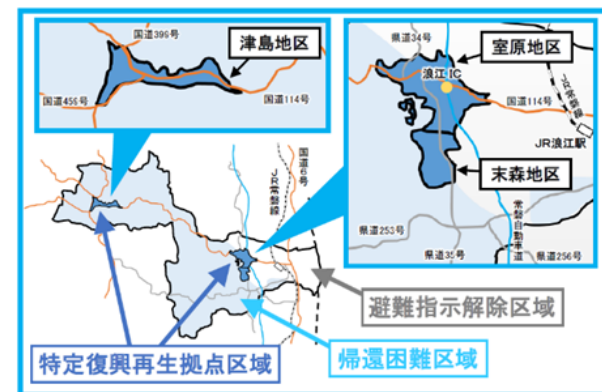 国道399号
津島地区
国道459号
国道114号
県道34号
室原地区
浪江IC
国道114号
JR常磐線
JR浪江駅
末森地区
常磐自動車道
県道253号
県道35号
県道256号
国道6号
JR常磐線
避難指示解除区域
特定復興再生拠点区域
帰還困難区域